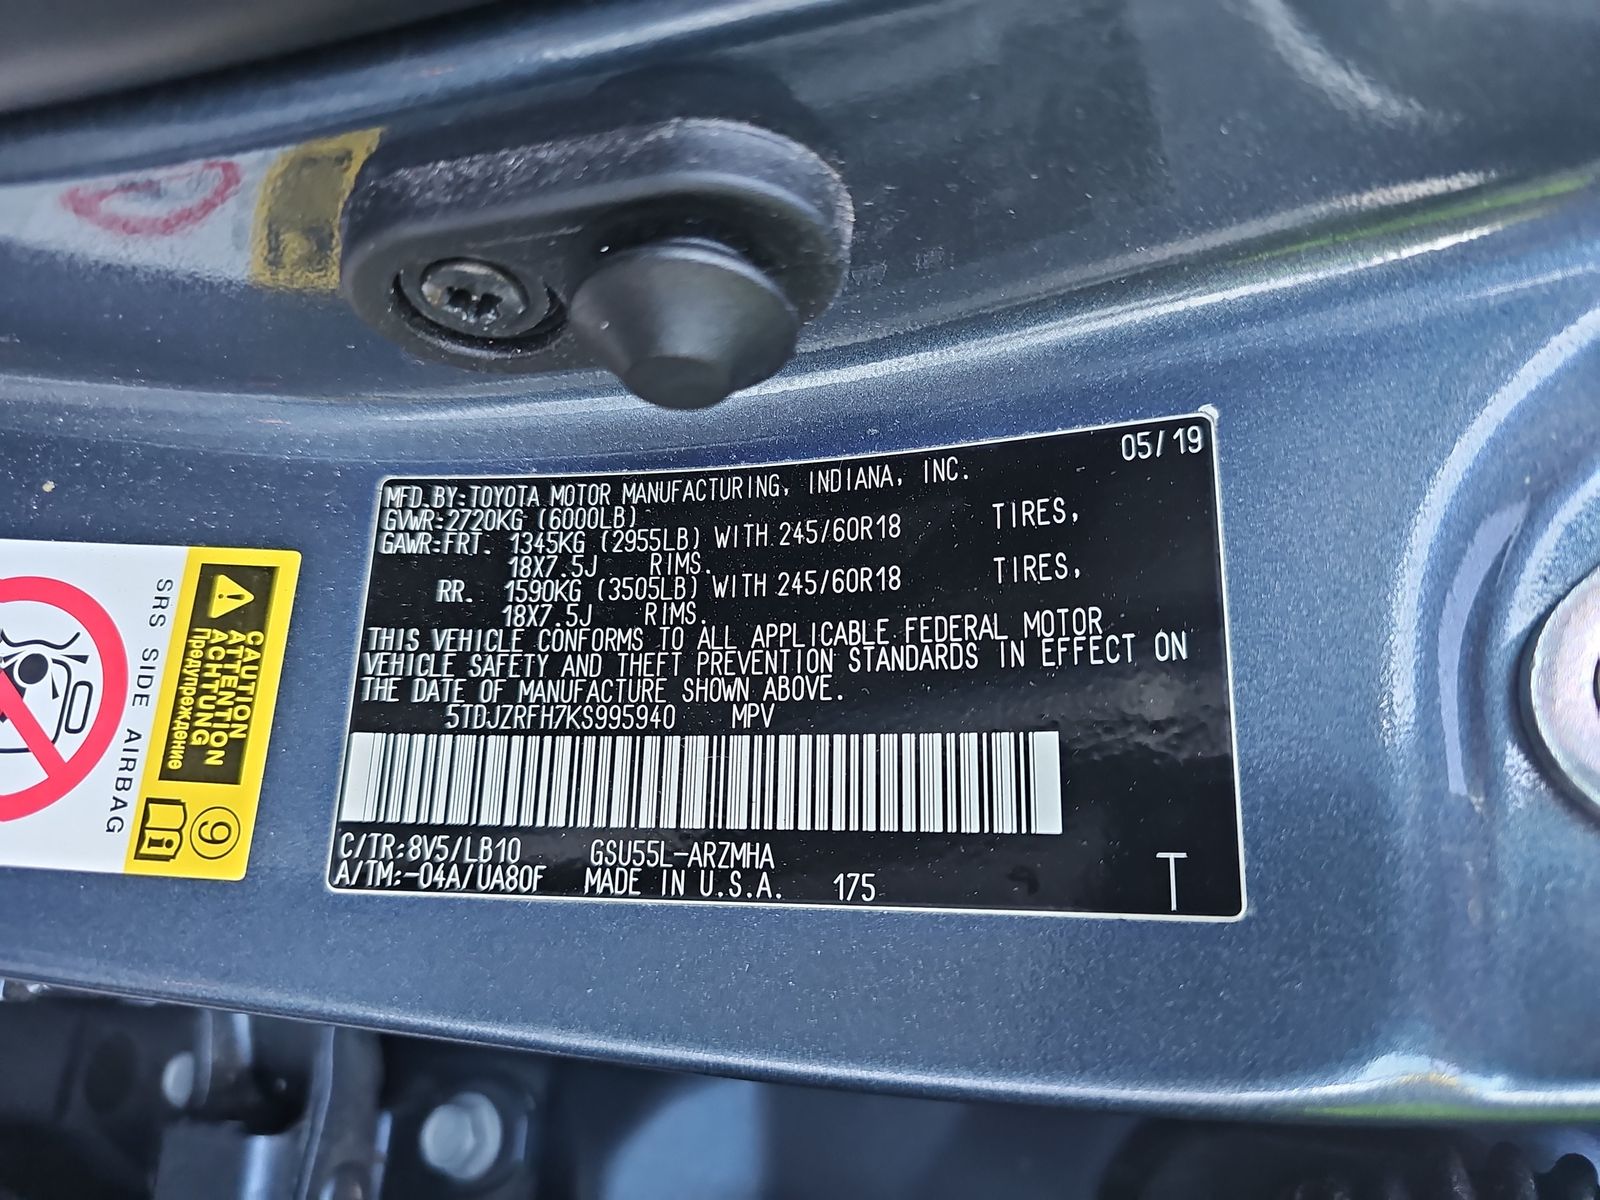 05/19
MFD.BY:TOYOTA MOTOR MANUFACTURING, INDIANA, INC.
GVWR:2720KG (6000LB)
GAWR:FRT. 1345KG (2955LB) WITH 245/60R18 TIRES,
18X7.5J RIMS.
RR. 1590KG (3505LB) WITH 245/60R18 TIRES,
18X7.5J RIMS.
THIS VEHICLE CONFORMS TO ALL APPLICABLE FEDERAL MOTOR
VEHICLE SAFETY AND THEFT PREVENTION STANDARDS IN EFFECT ON
THE DATE OF MANUFACTURE SHOWN ABOVE.
5TDJZRFH7KS995940 MPV
C/TR:8V5/LB10 GSU55L-ARZMHA
A/TM:-04A/UA80F MADE IN U.S.A. 175 T
CAUTION
ATTENTION
ACHTUNG
Предупреждение
9
SRS SIDE AIRBAG